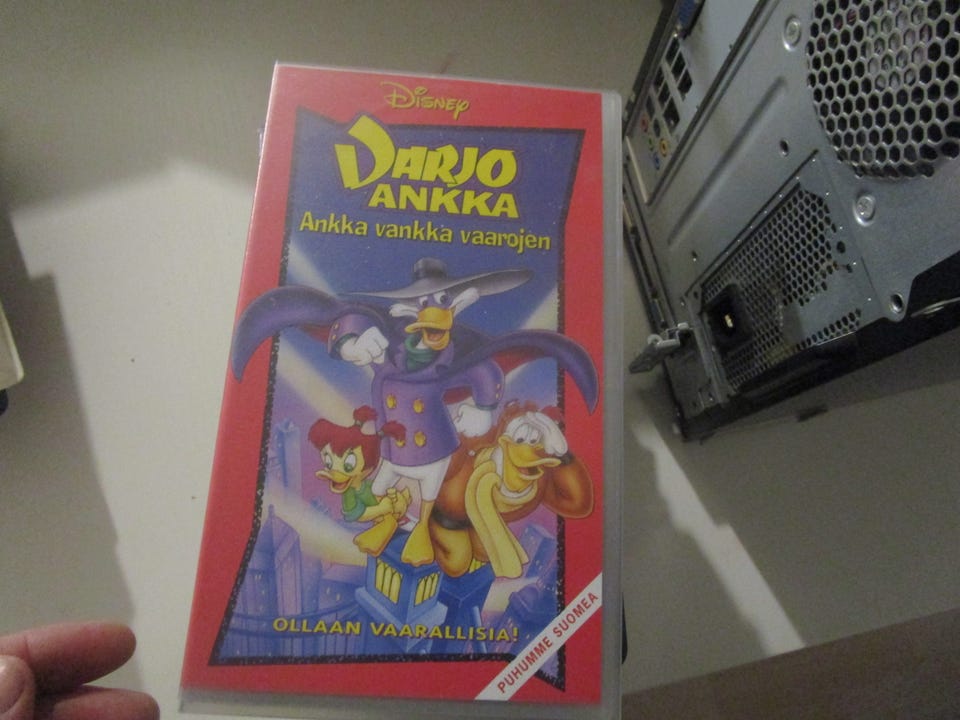 Disney
DARJO
ANKKA
Ankka vankka vaarojen
OLLAAN VAARALLISIA!
PUHUMME SUOMEA